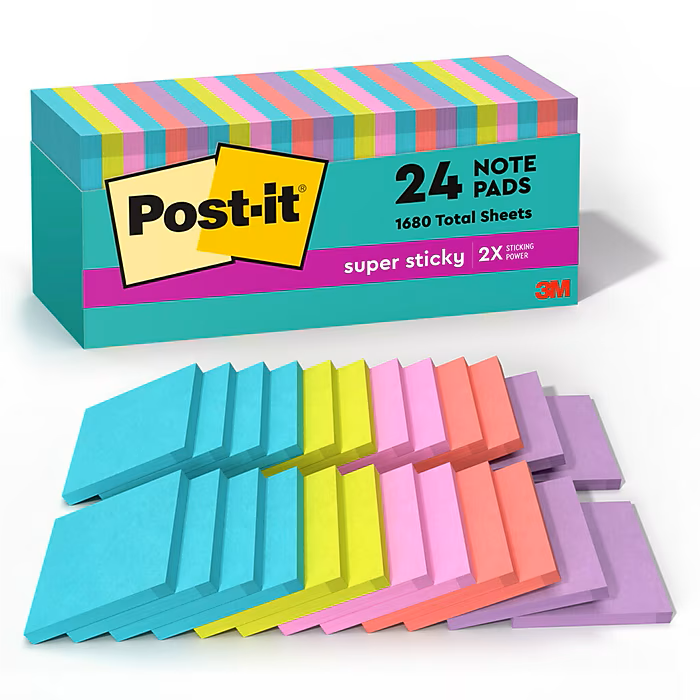 Post-it®
24 NOTE
PADS
1680 Total Sheets
super sticky 2X STICKING
POWER
3M